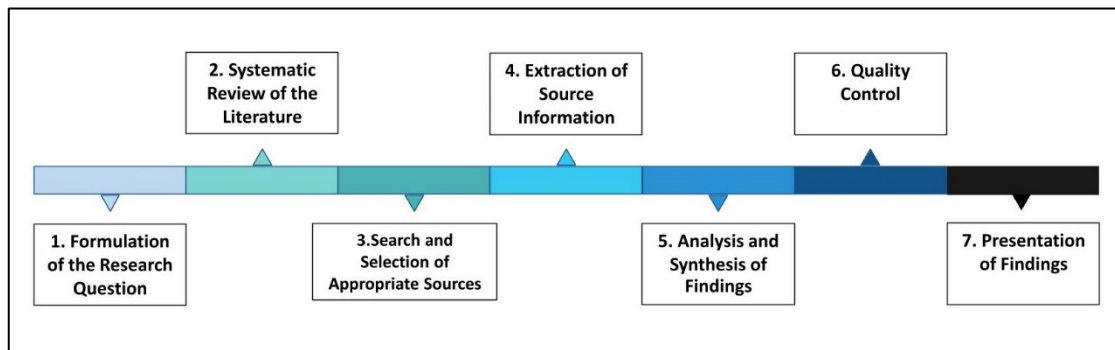 1. Formulation
of the Research
Question
2. Systematic
Review of the
Literature
3.Search and
Selection of
Appropriate Sources
4. Extraction of
Source
Information
5. Analysis and
Synthesis of
Findings
6. Quality
Control
7. Presentation
of Findings